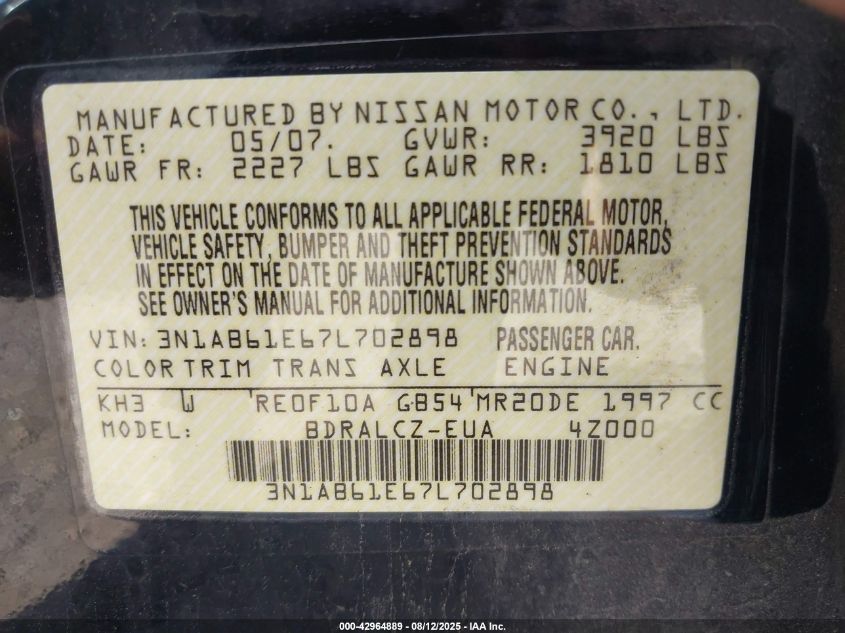 MANUFACTURED BY NISSAN MOTOR CO., LTD.
DATE: 05/07. GVWR: 3920 LBS
GAWR FR: 2227 LBS GAWR RR: 1810 LBS
THIS VEHICLE CONFORMS TO ALL APPLICABLE FEDERAL MOTOR,
VEHICLE SAFETY, BUMPER AND THEFT PREVENTION STANDARDS
IN EFFECT ON THE DATE OF MANUFACTURE SHOWN ABOVE.
SEE OWNER'S MANUAL FOR ADDITIONAL INFORMATION.
VIN: 3N1AB61E67L702898 PASSENGER CAR.
COLOR TRIM TRANS AXLE ENGINE
KH3 W 'RE0F10A GB54 'MR20DE 1997 CC
MODEL: BDRALCZ-EUA 4Z000
3N1AB61E67L702898
000-42964889 - 08/12/2025 - IAA Inc.